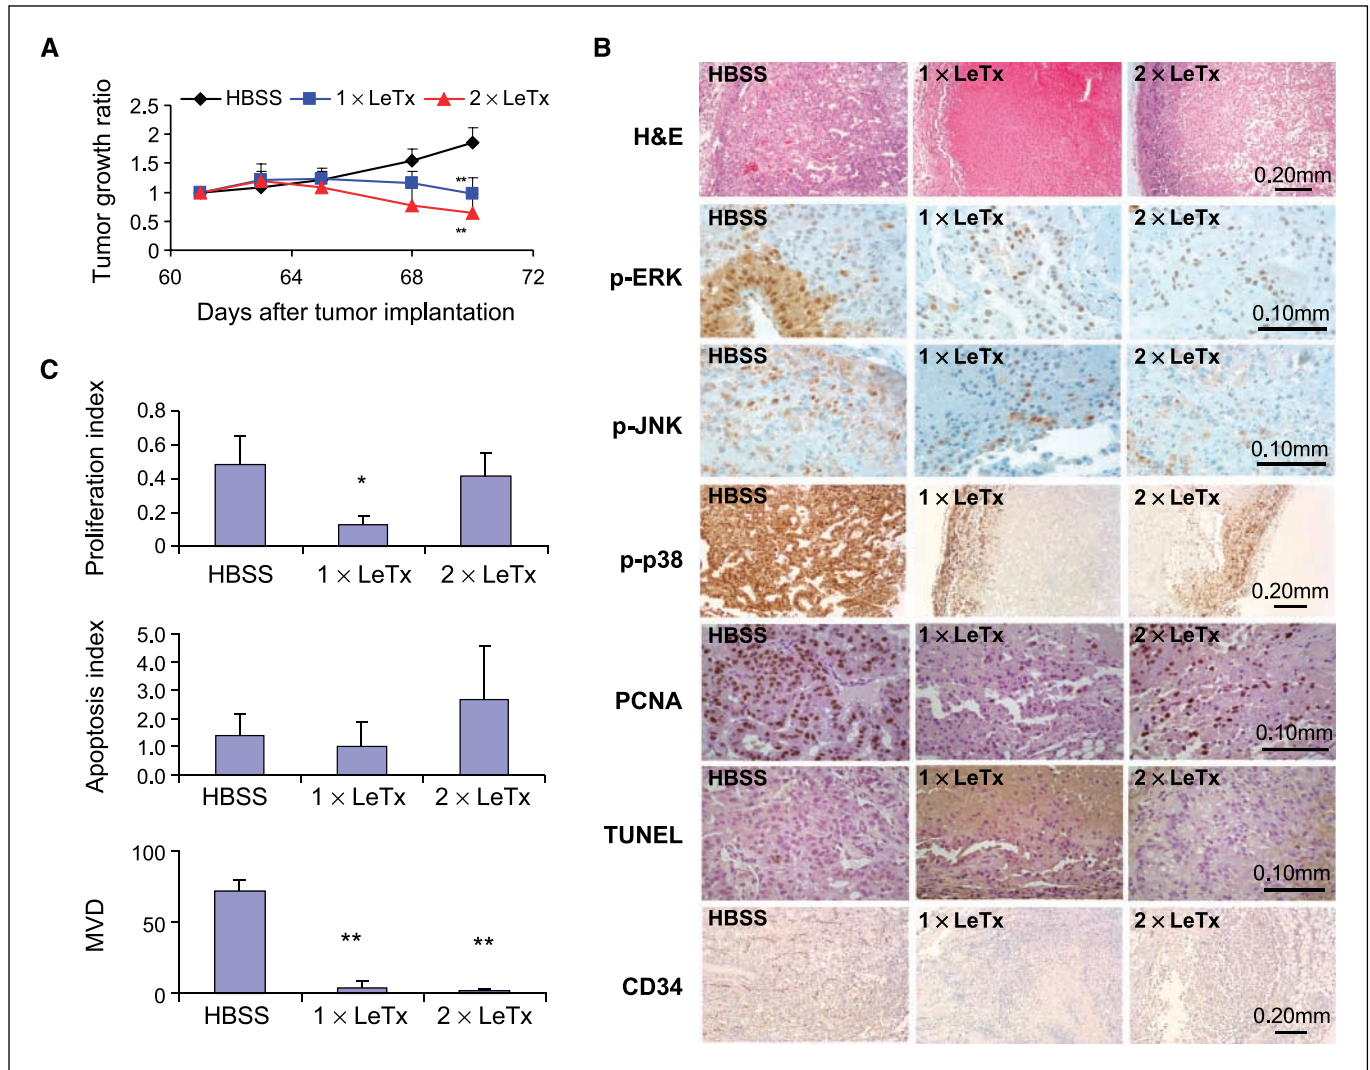 A
HBSS 1 × LeTx 2 × LeTx
Tumor growth ratio
2.5
2
1.5
1
0.5
0
**
**
60 64 68 72
Days after tumor implantation
B
H&E
HBSS 1 × LeTx 2 × LeTx
0.20mm
p-ERK
HBSS 1 × LeTx 2 × LeTx
0.10mm
p-JNK
HBSS 1 × LeTx 2 × LeTx
0.10mm
p-p38
HBSS 1 × LeTx 2 × LeTx
0.20mm
PCNA
HBSS 1 × LeTx 2 × LeTx
0.10mm
TUNEL
HBSS 1 × LeTx 2 × LeTx
0.10mm
CD34
HBSS 1 × LeTx 2 × LeTx
0.20mm
C
Proliferation index
0.8
0.6
0.4
0.2
0
*
HBSS 1 × LeTx 2 × LeTx
Apoptosis index
5.0
4.0
3.0
2.0
1.0
0.0
HBSS 1 × LeTx 2 × LeTx
MVD
100
50
0
** **
HBSS 1 × LeTx 2 × LeTx